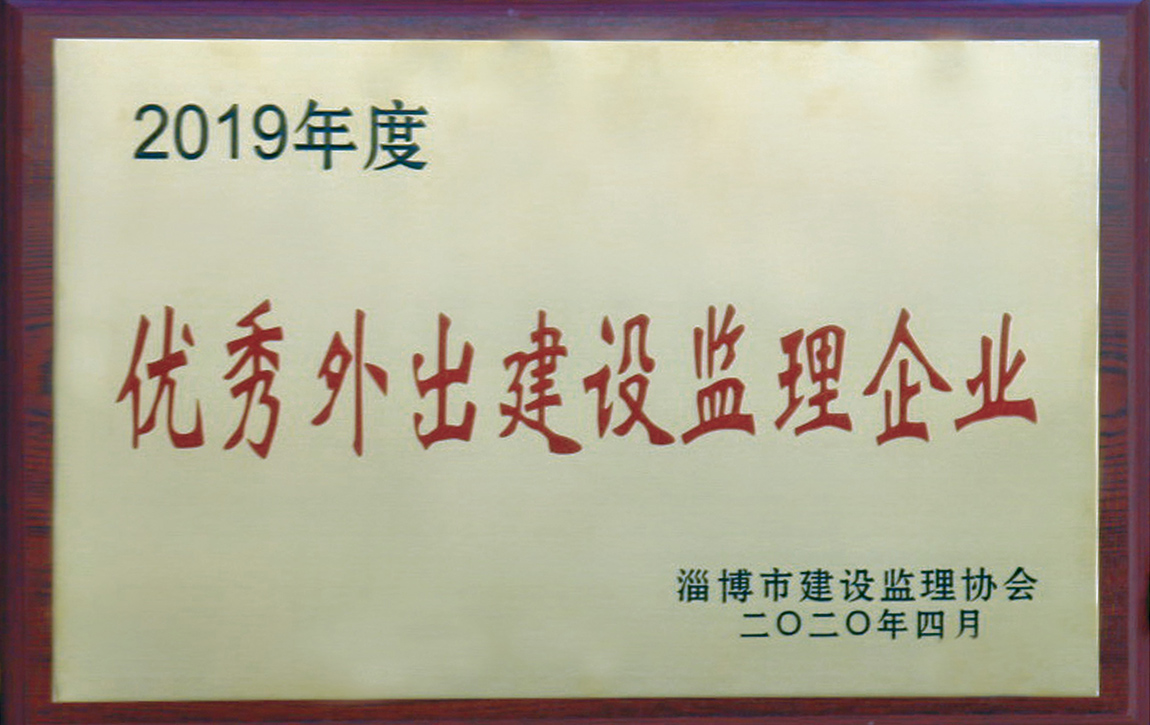 2019年度
优秀外出建设监理企业
淄博市建设监理协会
二〇二〇年四月